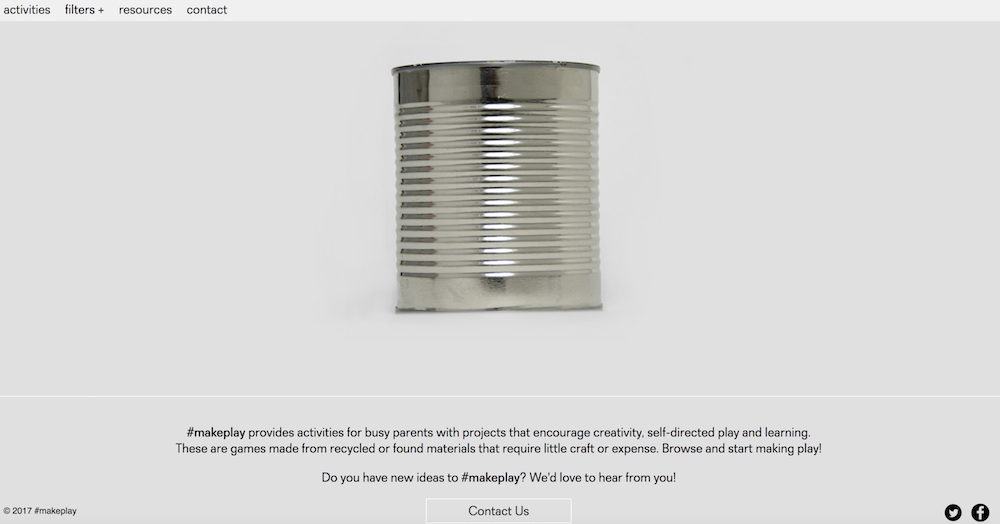 activities filters + resources contact
#makeplay provides activities for busy parents with projects that encourage creativity, self-directed play and learning.
These are games made from recycled or found materials that require little craft or expense. Browse and start making play!
Do you have new ideas to #makeplay? We'd love to hear from you!
Contact Us
© 2017 #makeplay